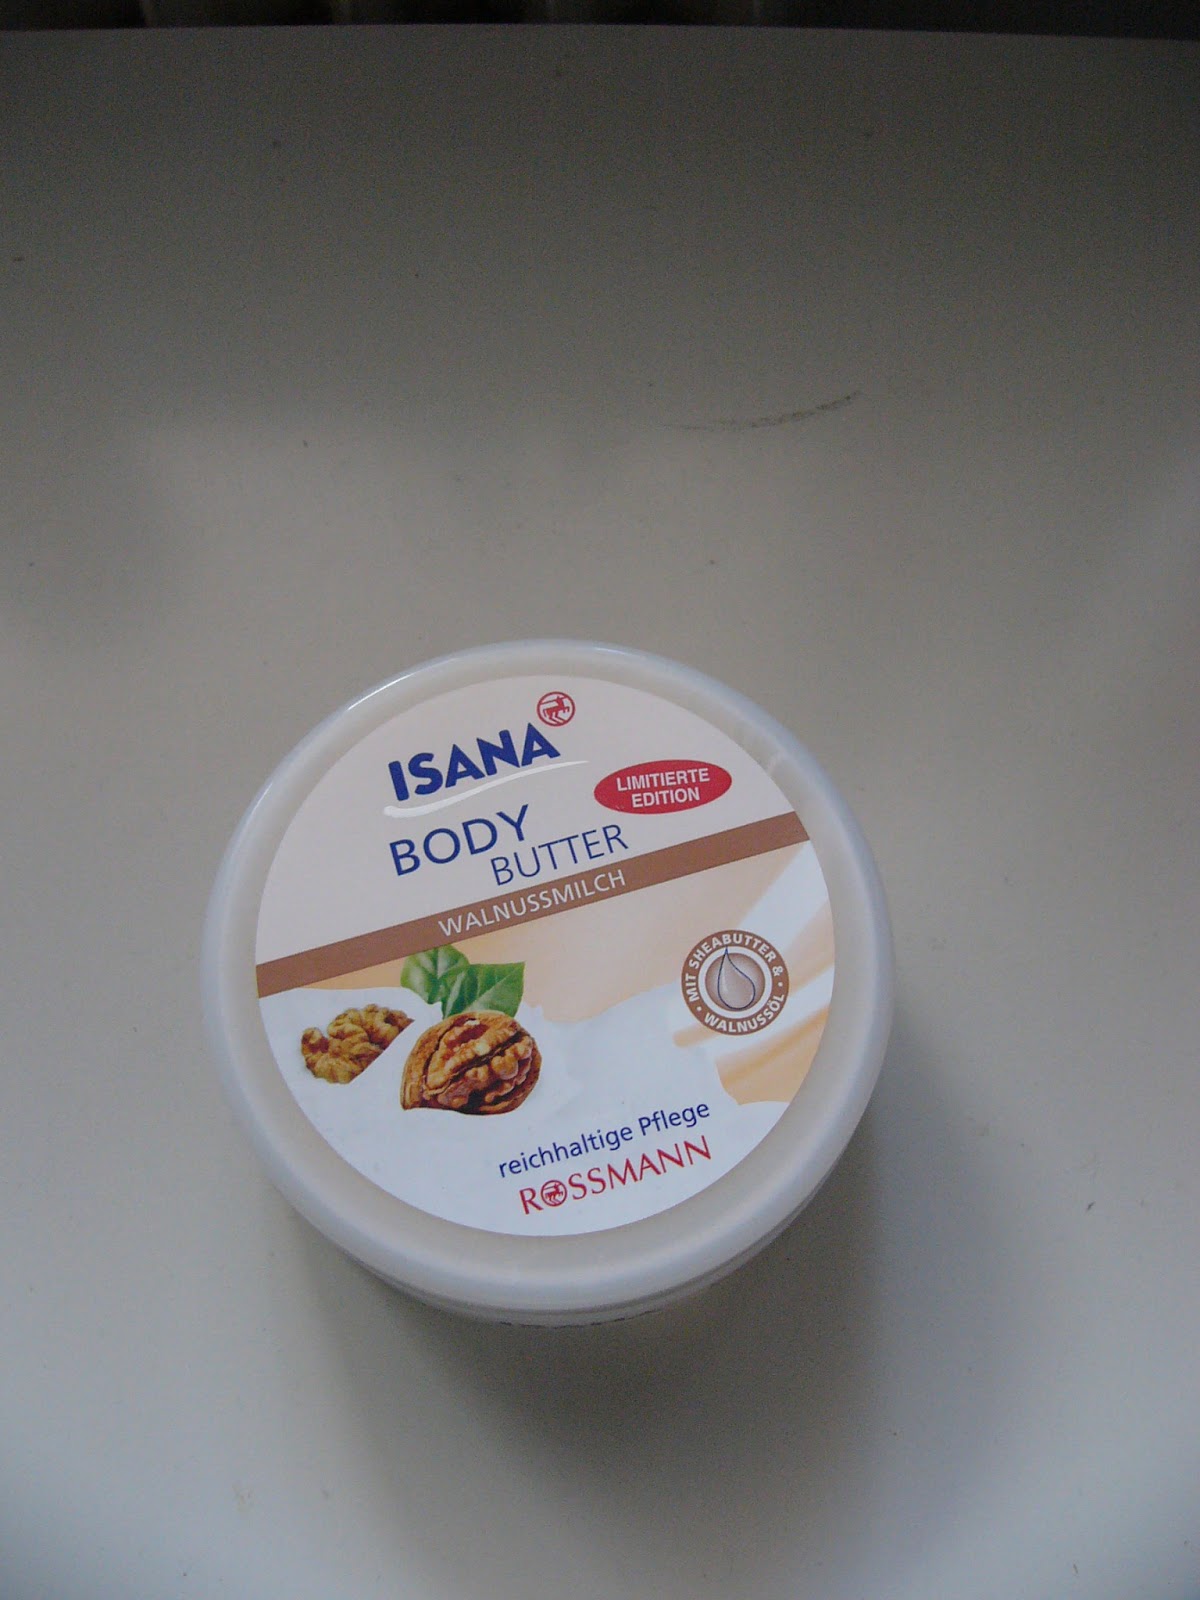 ISANA
LIMITIERTE
EDITION
BODY
BUTTER
WALNUSSMILCH
• MIT SHEABUTTER & •
WALNUSSÖL
reichhaltige Pflege
ROSSMANN